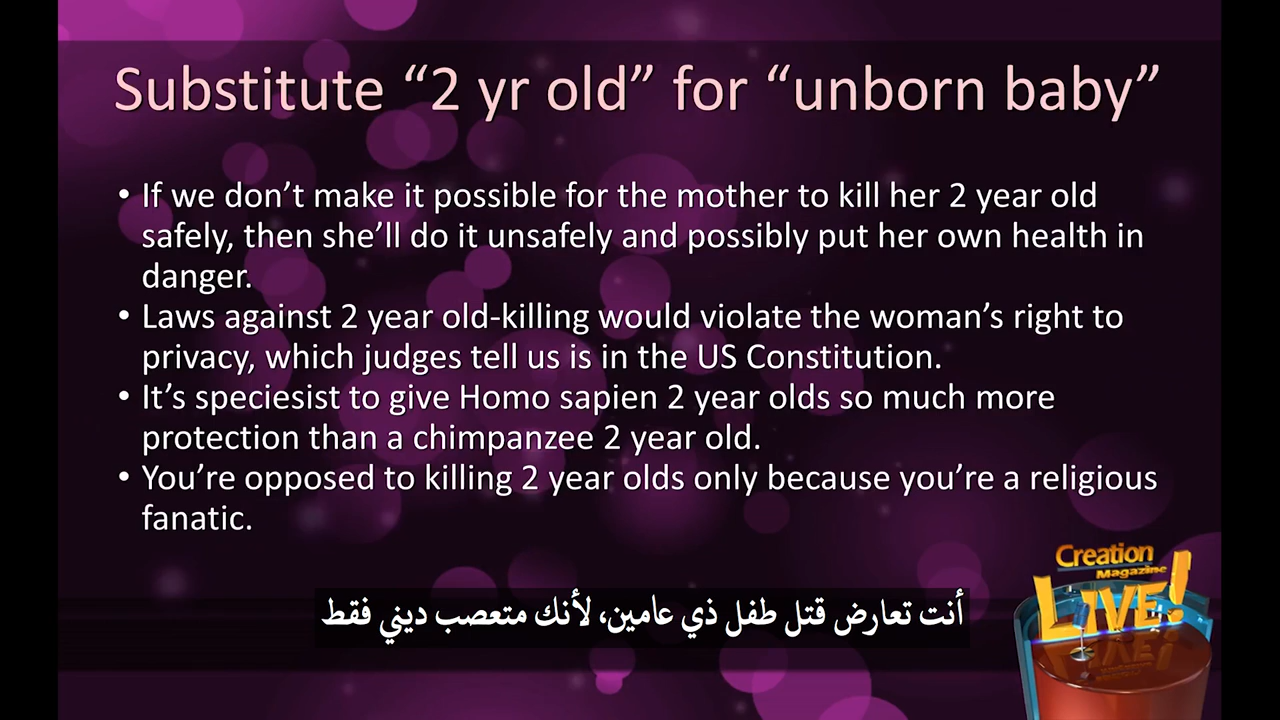 Substitute “2 yr old” for “unborn baby”
• If we don’t make it possible for the mother to kill her 2 year old
safely, then she’ll do it unsafely and possibly put her own health in
danger.
• Laws against 2 year old-killing would violate the woman’s right to
privacy, which judges tell us is in the US Constitution.
• It’s speciesist to give Homo sapien 2 year olds so much more
protection than a chimpanzee 2 year old.
• You’re opposed to killing 2 year olds only because you’re a religious
fanatic.
Creation
Magazine
LIVE!
أنت تعارض قتل طفل ذي عامين، لأنك متعصب ديني فقط